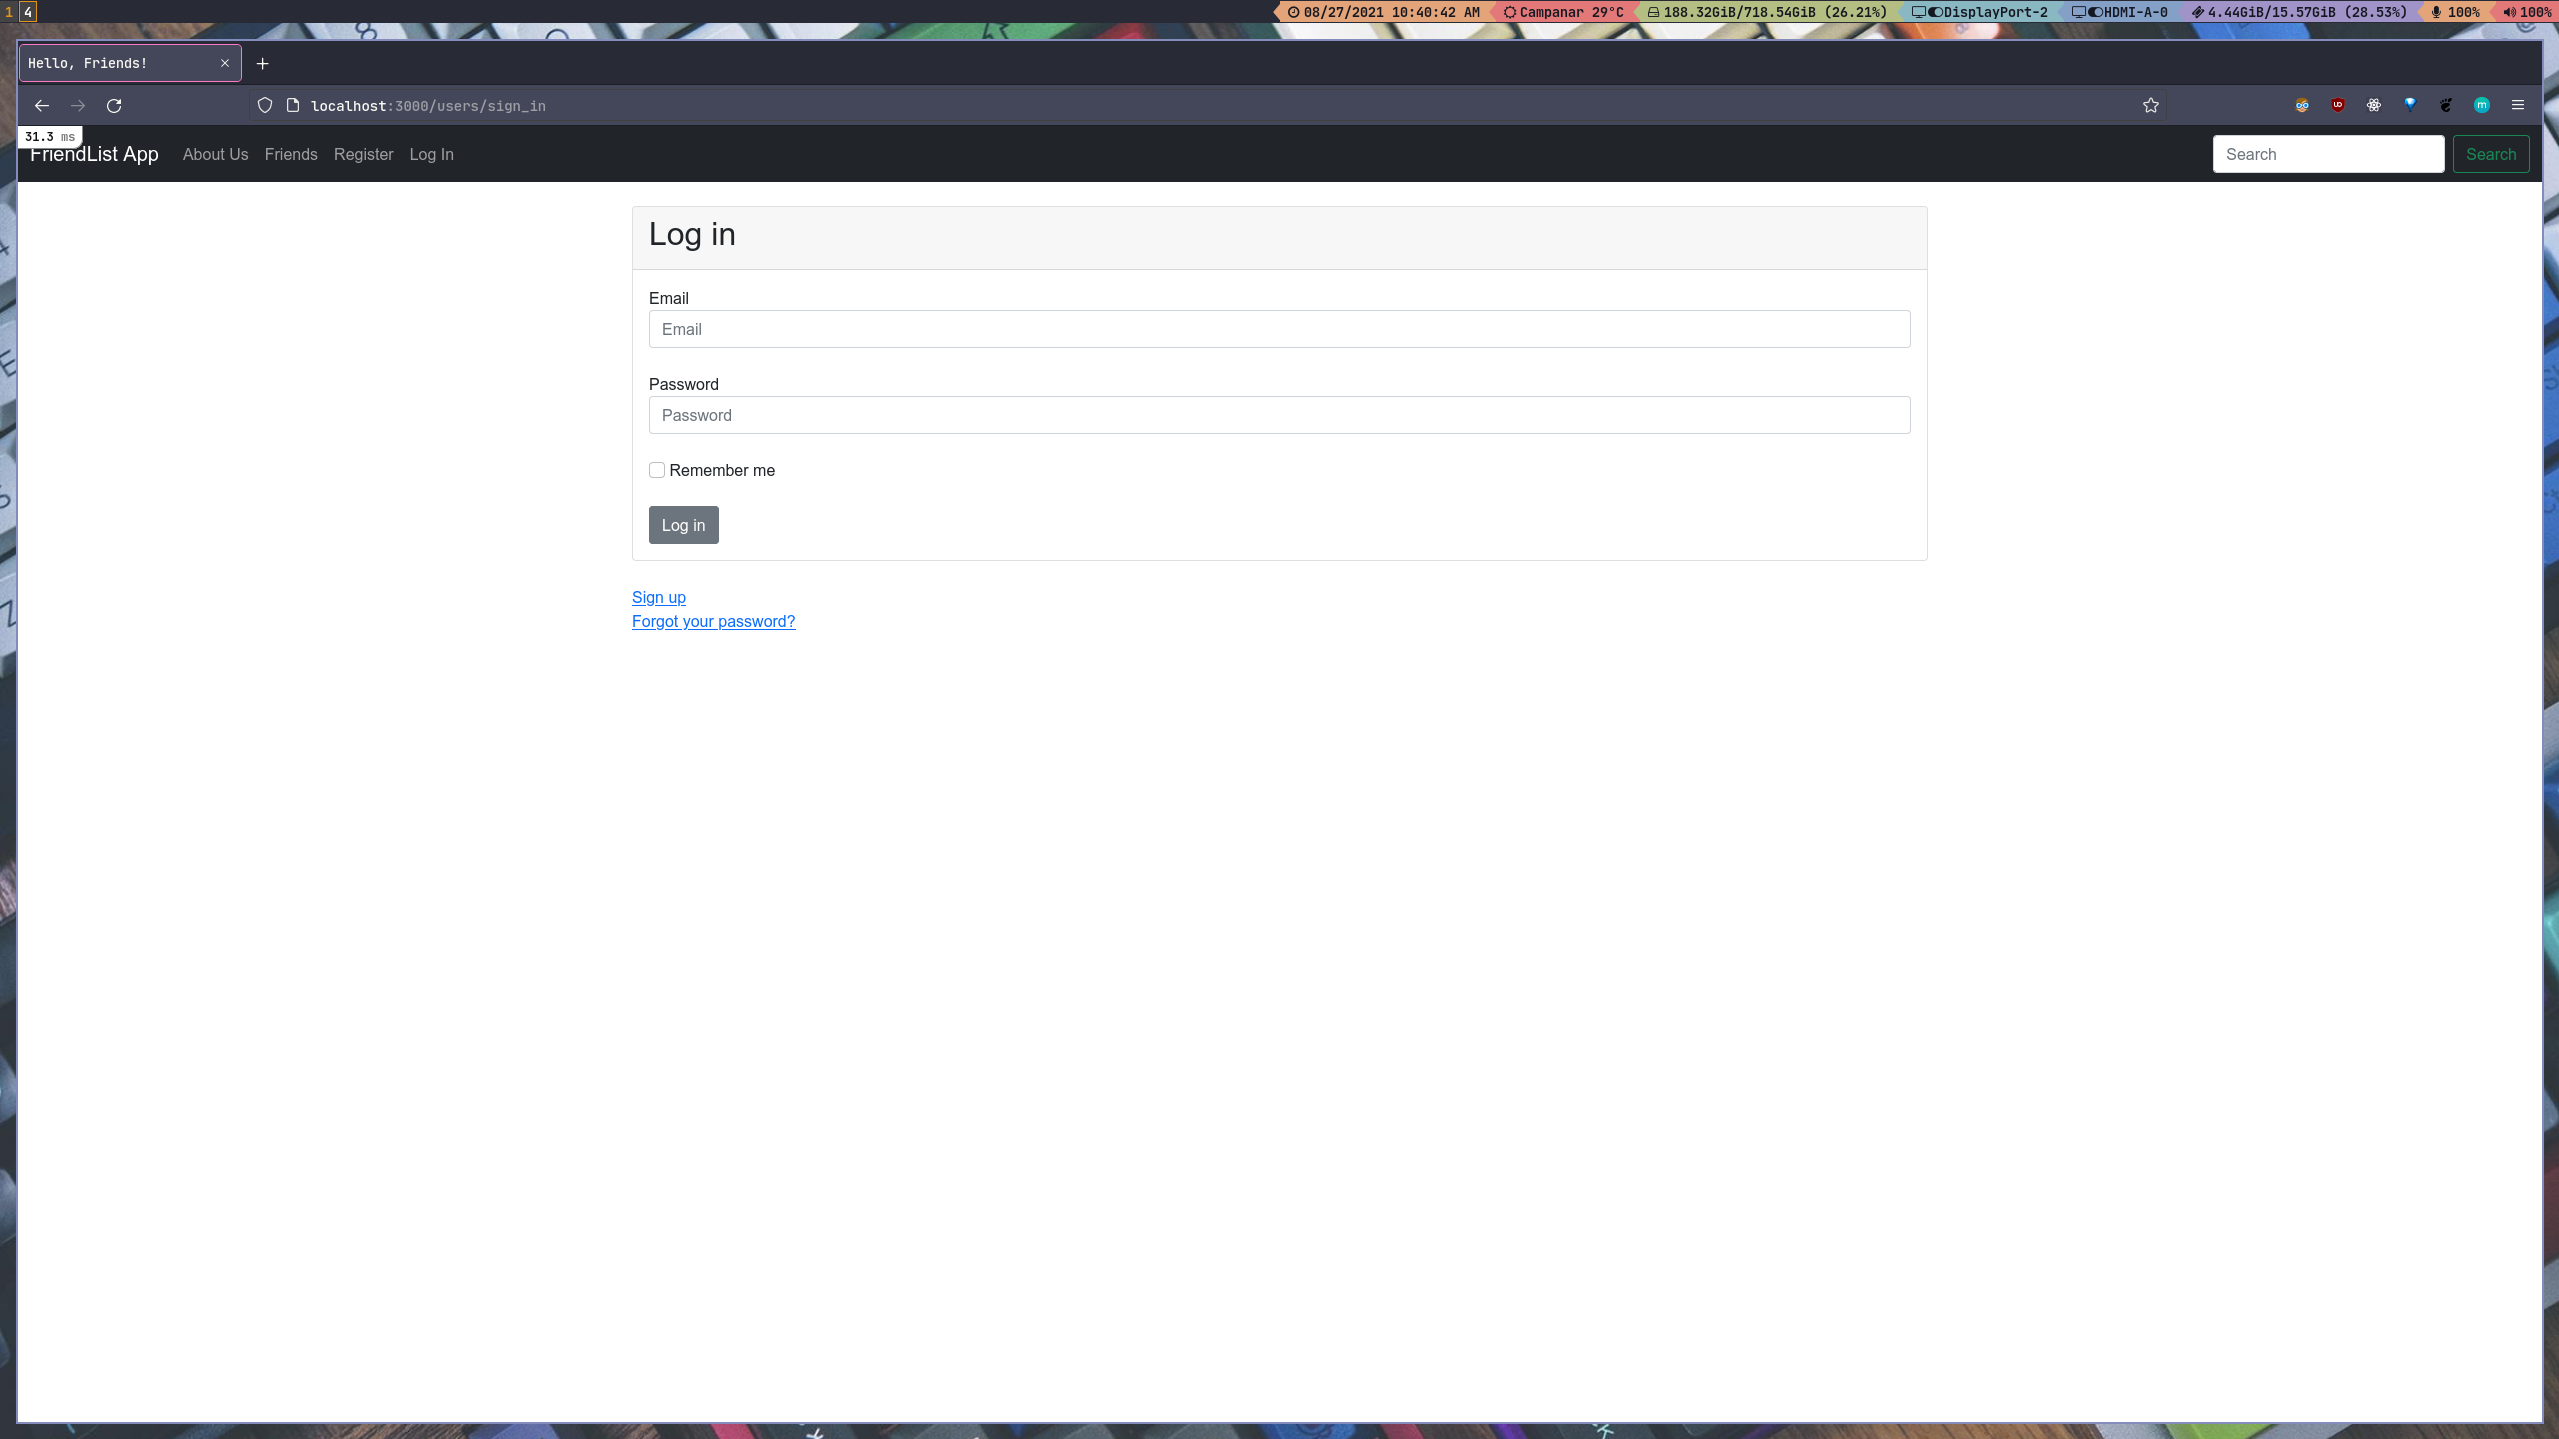 1 4 08/27/2021 10:40:42 AM Campanar 29°C 188.32GiB/718.54GiB (26.21%) DisplayPort-2 HDMI-A-0 4.44GiB/15.57GiB (28.53%) 100% 100%
Hello, Friends!
localhost:3000/users/sign_in
31.3 ms
FriendList App About Us Friends Register Log In Search Search
Log in
Email
Email
Password
Password
Remember me
Log in
Sign up
Forgot your password?